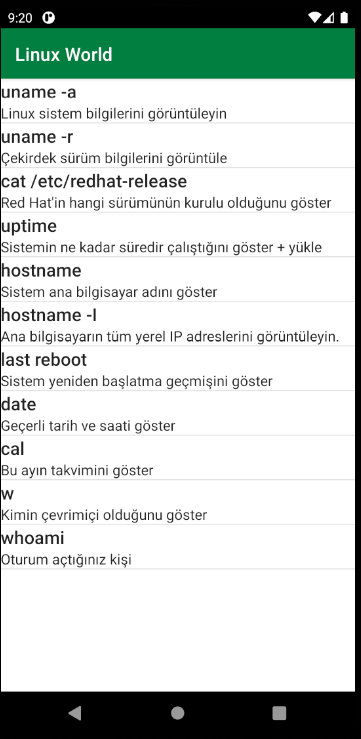 9:20
Linux World
uname -a
Linux sistem bilgilerini görüntüleyin
uname -r
Çekirdek sürüm bilgilerini görüntüle
cat /etc/redhat-release
Red Hat'in hangi sürümünün kurulu olduğunu göster
uptime
Sistemin ne kadar süredir çalıştığını göster + yükle
hostname
Sistem ana bilgisayar adını göster
hostname -I
Ana bilgisayarın tüm yerel IP adreslerini görüntüleyin.
last reboot
Sistem yeniden başlatma geçmişini göster
date
Geçerli tarih ve saati göster
cal
Bu ayın takvimini göster
w
Kimin çevrimiçi olduğunu göster
whoami
Oturum açtığınız kişi